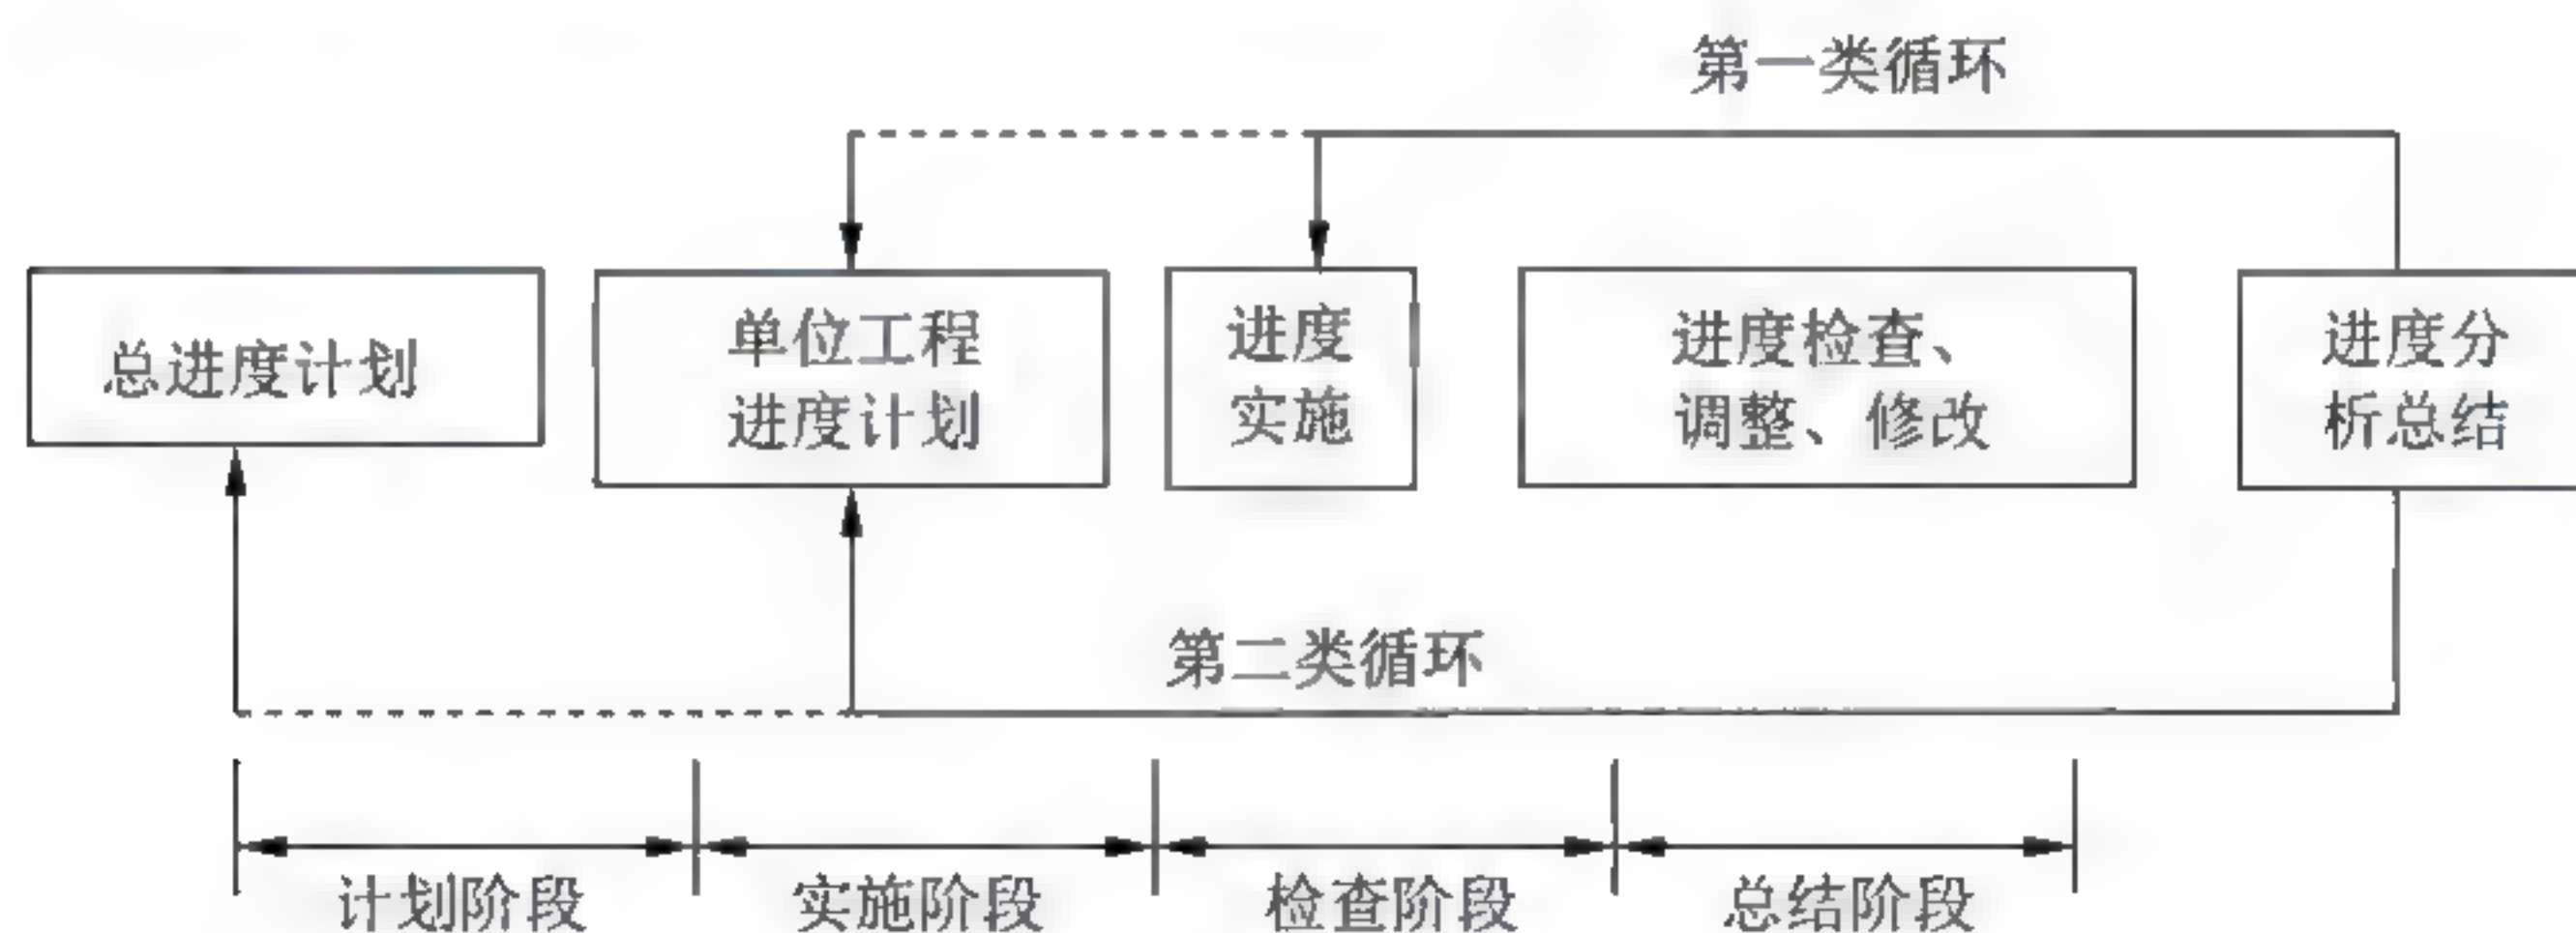 第一类循环
总进度计划
单位工程
进度计划
进度
实施
进度检查、
调整、修改
进度分
析总结
第二类循环
计划阶段
实施阶段
检查阶段
总结阶段